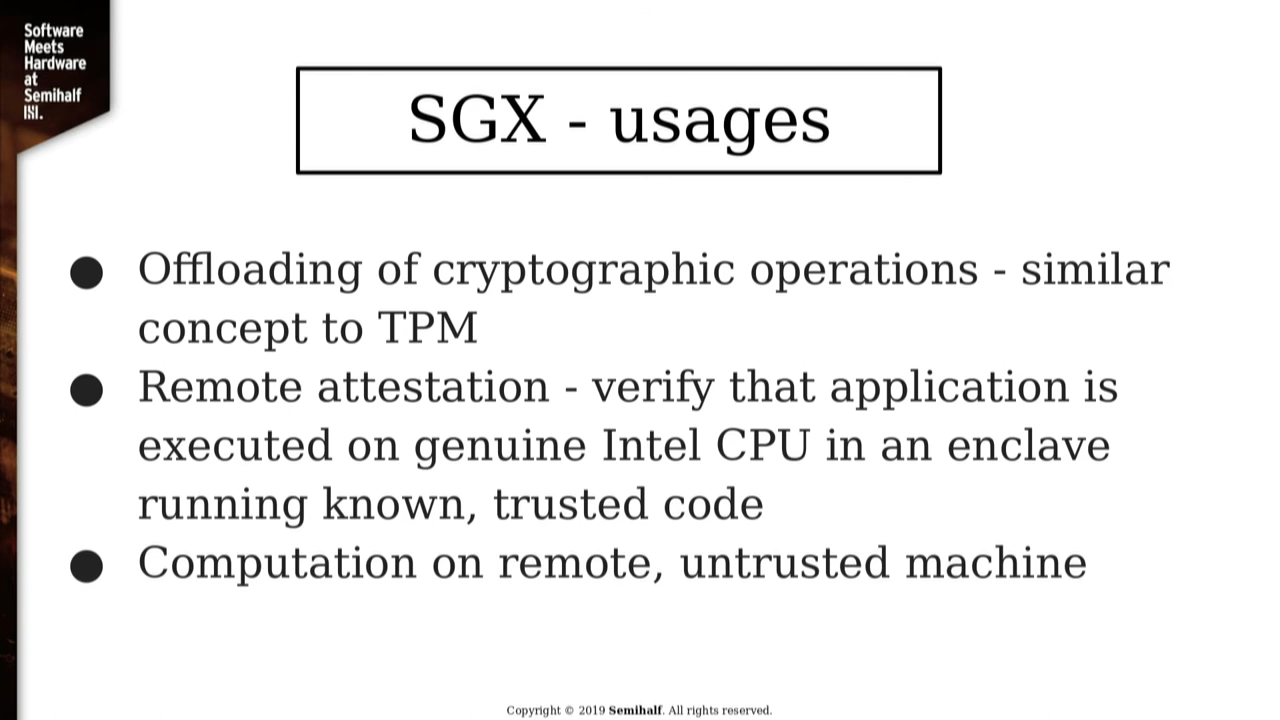 Software
Meets
Hardware
at
Semihalf
SGX - usages
● Offloading of cryptographic operations - similar
concept to TPM
● Remote attestation - verify that application is
executed on genuine Intel CPU in an enclave
running known, trusted code
● Computation on remote, untrusted machine
Copyright © 2019 Semihalf. All rights reserved.